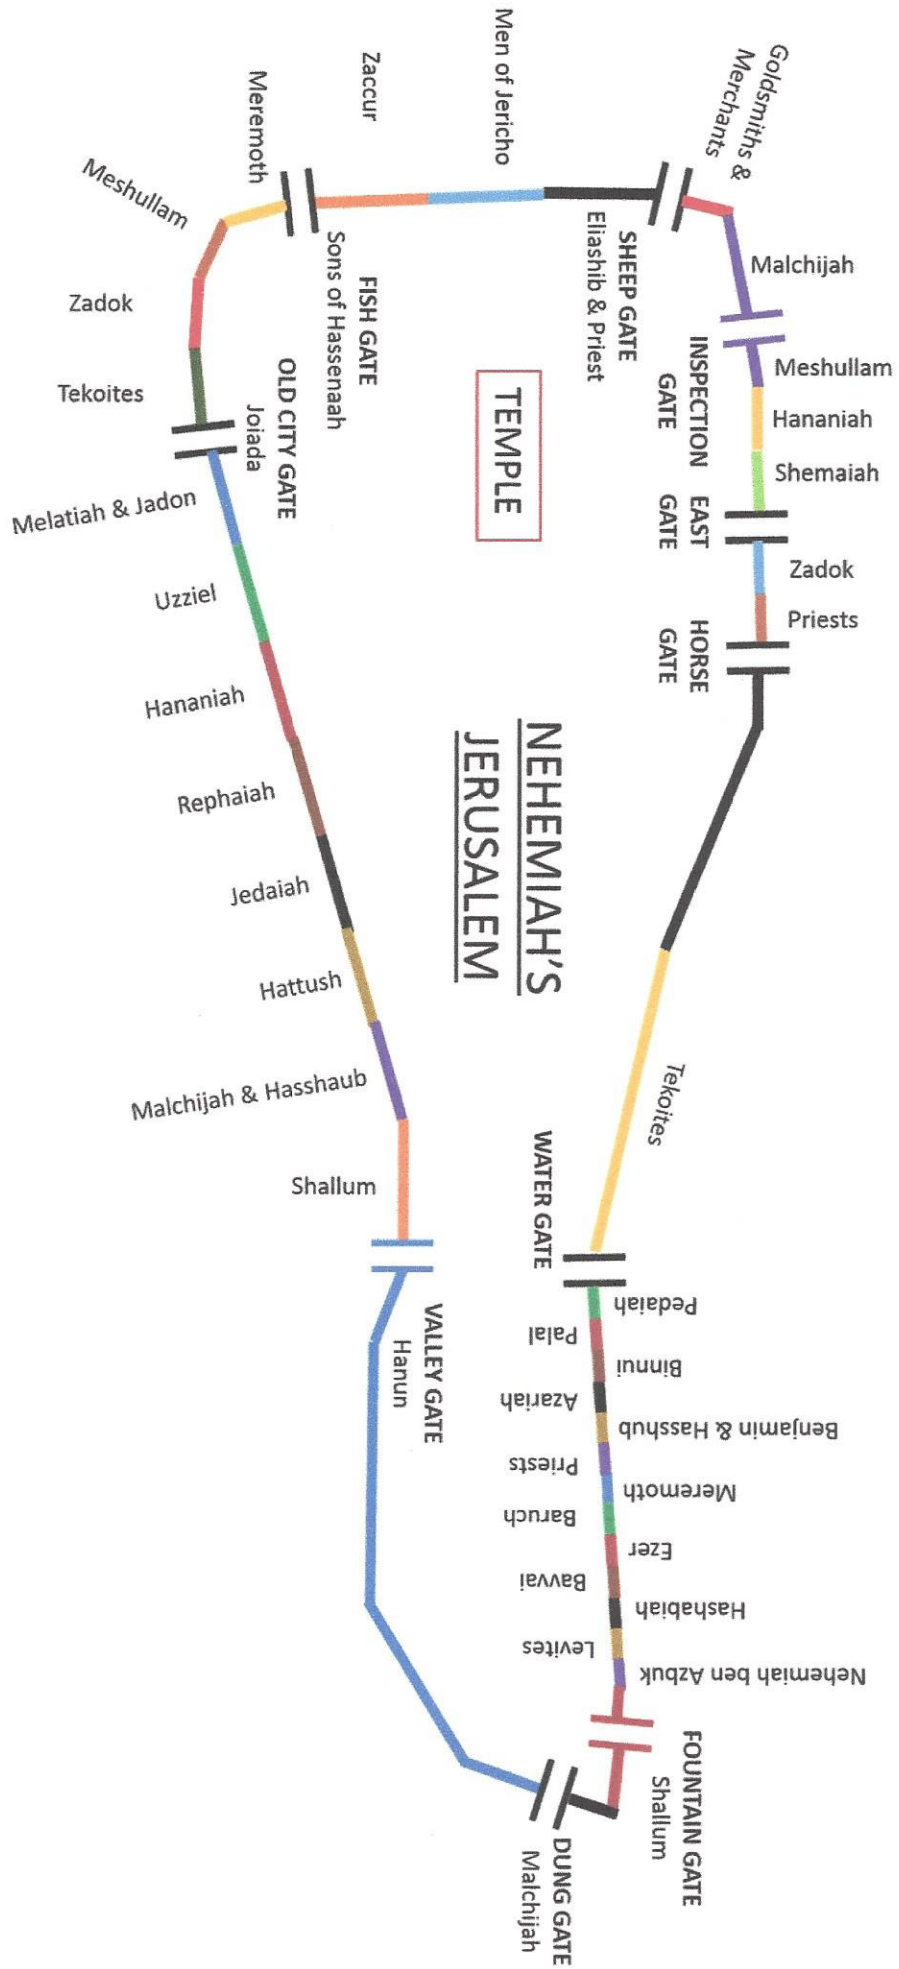 NEHEMIAH'S
JERUSALEM
TEMPLE
Goldsmiths &
Merchants
Men of Jericho
Zaccur
Meremoth
Meshullam
Zadok
Tekoites
SHEEP GATE
Eliashib & Priest
FISH GATE
Sons of Hassenaah
OLD CITY GATE
Joiada
Melatiah & Jadon
Uzziel
Hananiah
Rephaiah
Jedaiah
Hattush
Malchijah & Hasshaub
Shallum
VALLEY GATE
Hanun
DUNG GATE
Malchijah
FOUNTAIN GATE
Shallum
Nehemiah ben Azbuk
Levites
Hashabiah
Bavvai
Ezer
Baruch
Meremoth
Priests
Benjamin & Hasshub
Azariah
Binnui
Palal
Pedaiah
WATER GATE
Tekoites
HORSE
GATE
Priests
Zadok
EAST
GATE
Shemaiah
Hananiah
Meshullam
INSPECTION
GATE
Malchijah